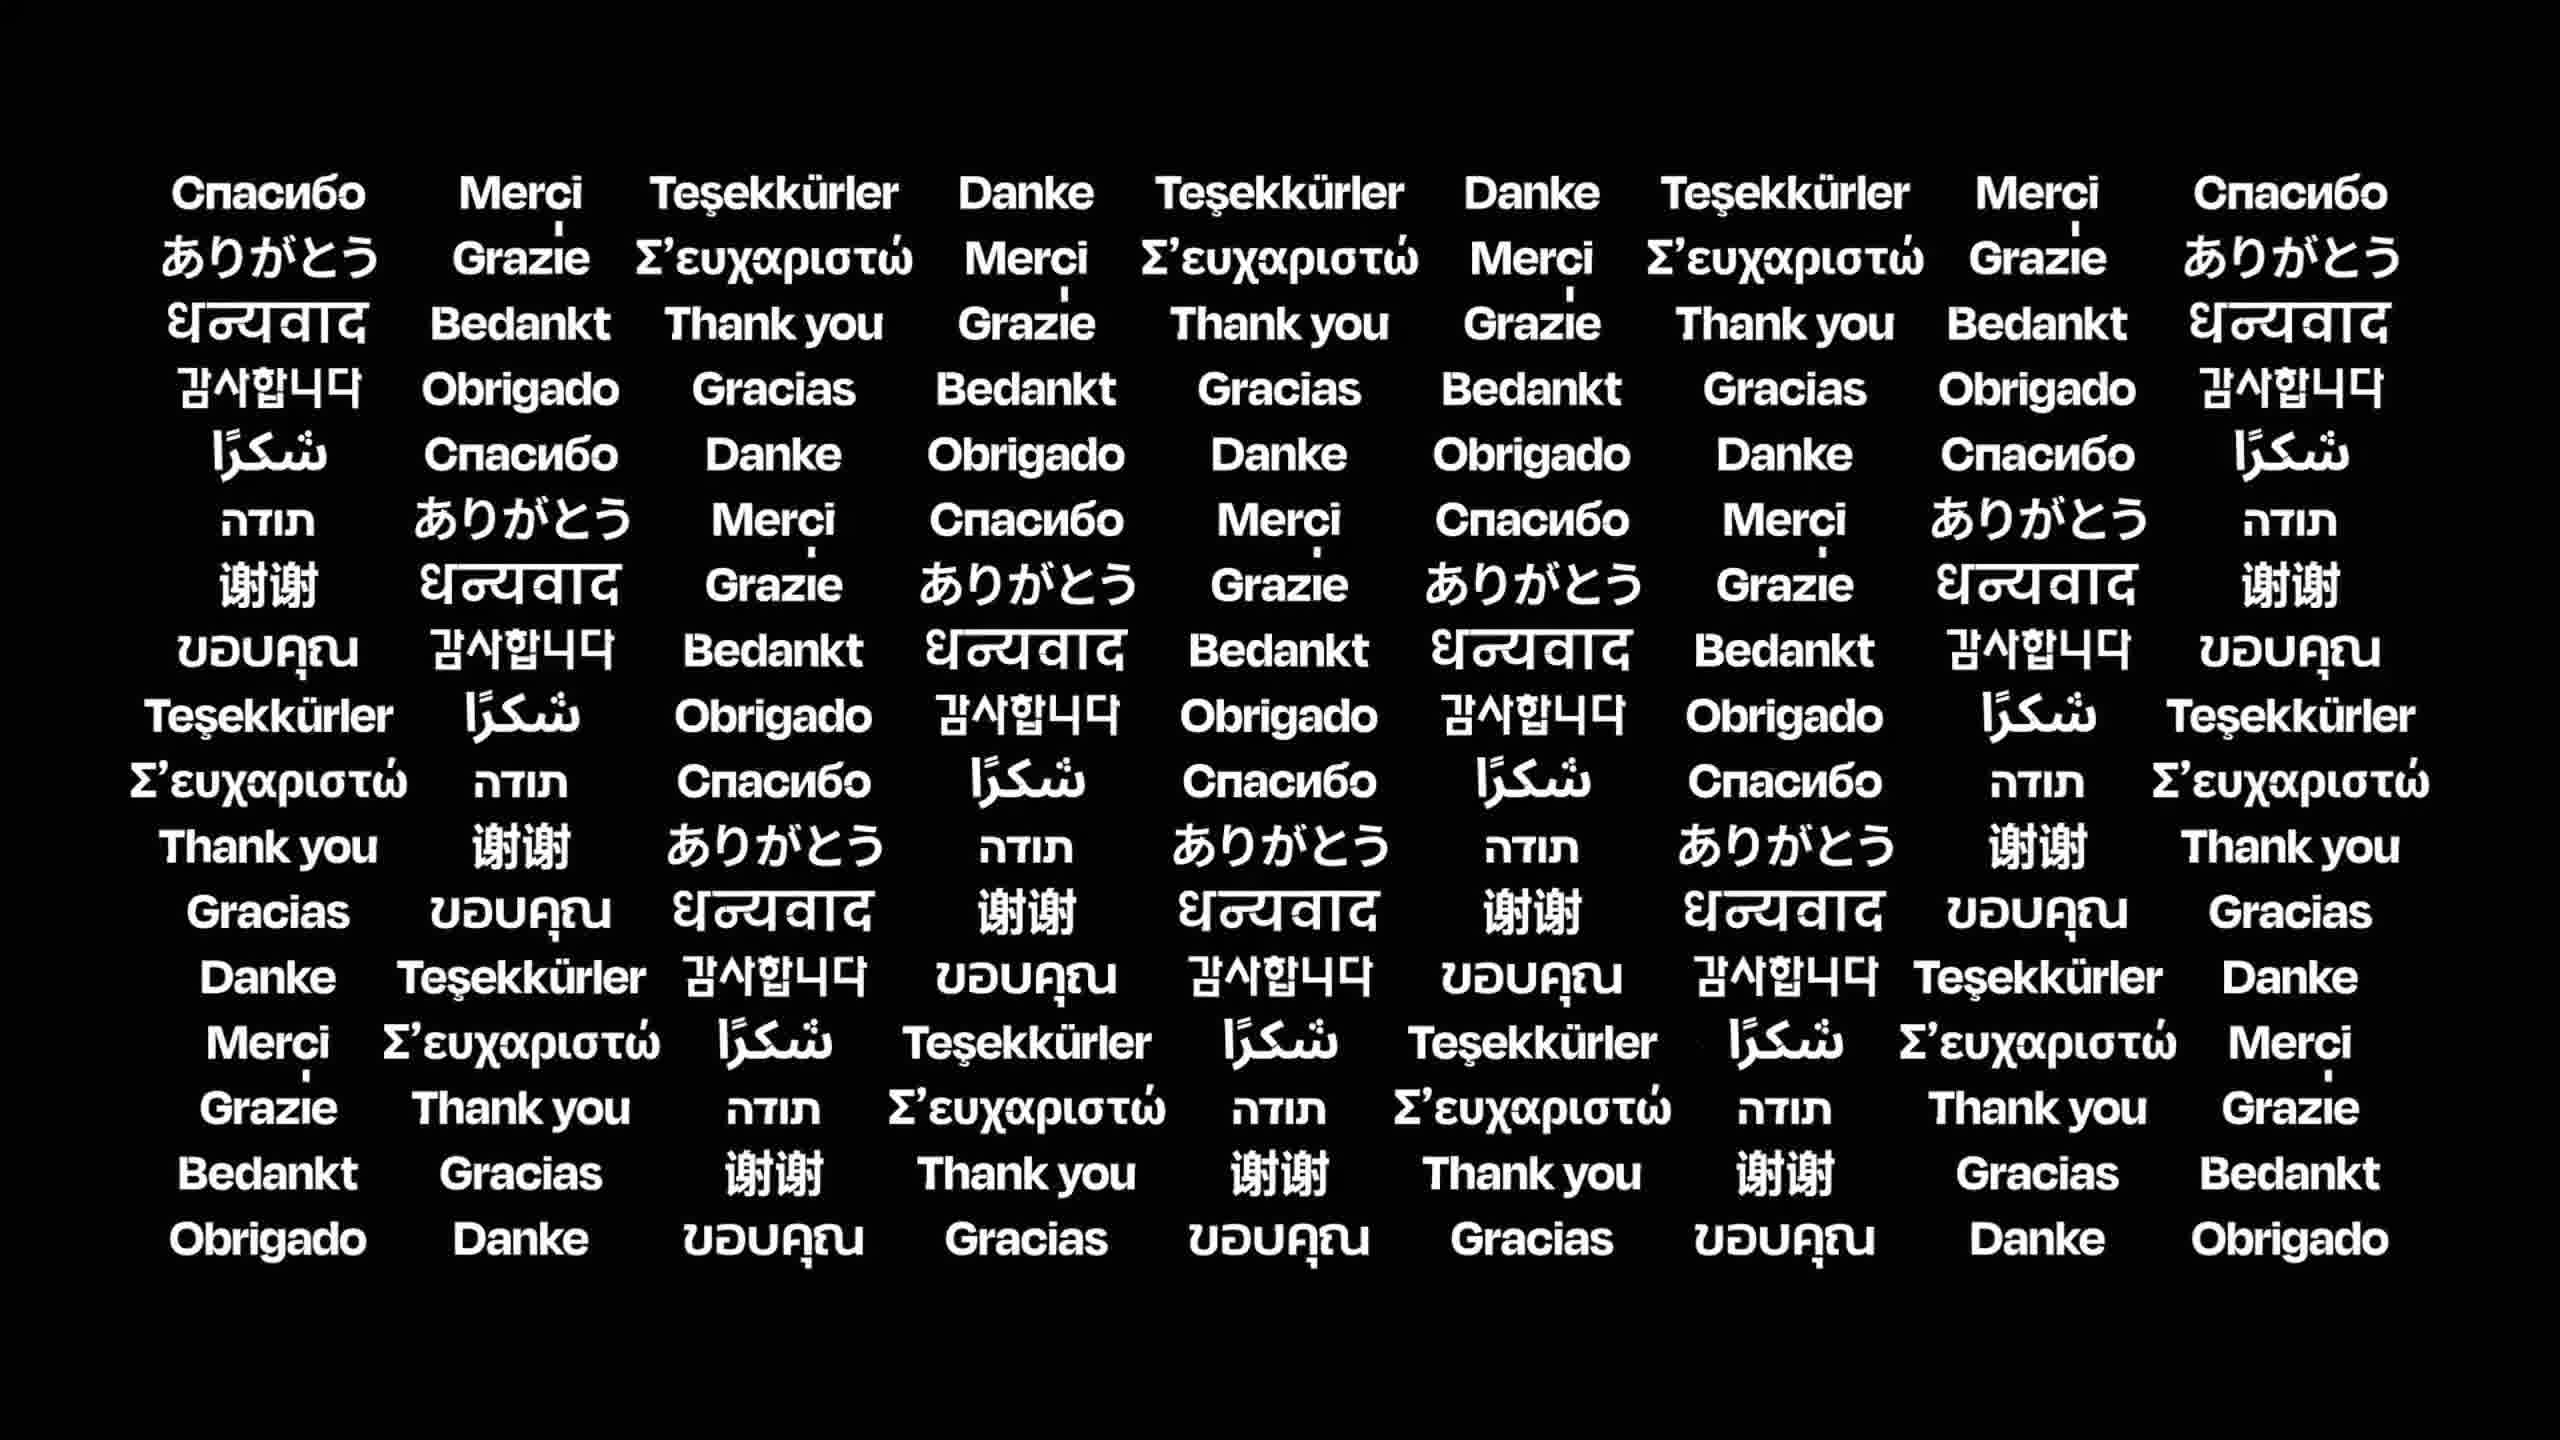 Спасибо Merci Teşekkürler Danke Teşekkürler Danke Teşekkürler Merci Спасибо
ありがとう Grazie Σ’ευχαριστώ Merci Σ’ευχαριστώ Merci Σ’ευχαριστώ Grazie ありがとう
धन्यवाद Bedankt Thank you Grazie Thank you Grazie Thank you Bedankt धन्यवाद
감사합니다 Obrigado Gracias Bedankt Gracias Bedankt Gracias Obrigado 감사합니다
شكرًا Спасибо Danke Obrigado Danke Obrigado Danke Спасибо شكرًا
תודה ありがとう Merci Спасибо Merci Спасибо Merci ありがとう תודה
谢谢 धन्यवाद Grazie ありがとう Grazie ありがとう Grazie धन्यवाद 谢谢
ขอบคุณ 감사합니다 Bedankt धन्यवाद Bedankt धन्यवाद Bedankt 감사합니다 ขอบคุณ
Teşekkürler شكرًا Obrigado 감사합니다 Obrigado 감사합니다 Obrigado شكرًا Teşekkürler
Σ’ευχαριστώ תודה Спасибо شكرًا Спасибо شكرًا Спасибо תודה Σ’ευχαριστώ
Thank you 谢谢 ありがとう תודה ありがとう תודה ありがとう 谢谢 Thank you
Gracias ขอบคุณ धन्यवाद 谢谢 धन्यवाद 谢谢 धन्यवाद ขอบคุณ Gracias
Danke Teşekkürler 감사합니다 ขอบคุณ 감사합니다 ขอบคุณ 감사합니다 Teşekkürler Danke
Merci Σ’ευχαριστώ شكرًا Teşekkürler شكرًا Teşekkürler شكرًا Σ’ευχαριστώ Merci
Grazie Thank you תודה Σ’ευχαριστώ תודה Σ’ευχαριστώ תודה Thank you Grazie
Bedankt Gracias 谢谢 Thank you 谢谢 Thank you 谢谢 Gracias Bedankt
Obrigado Danke ขอบคุณ Gracias ขอบคุณ Gracias ขอบคุณ Danke Obrigado